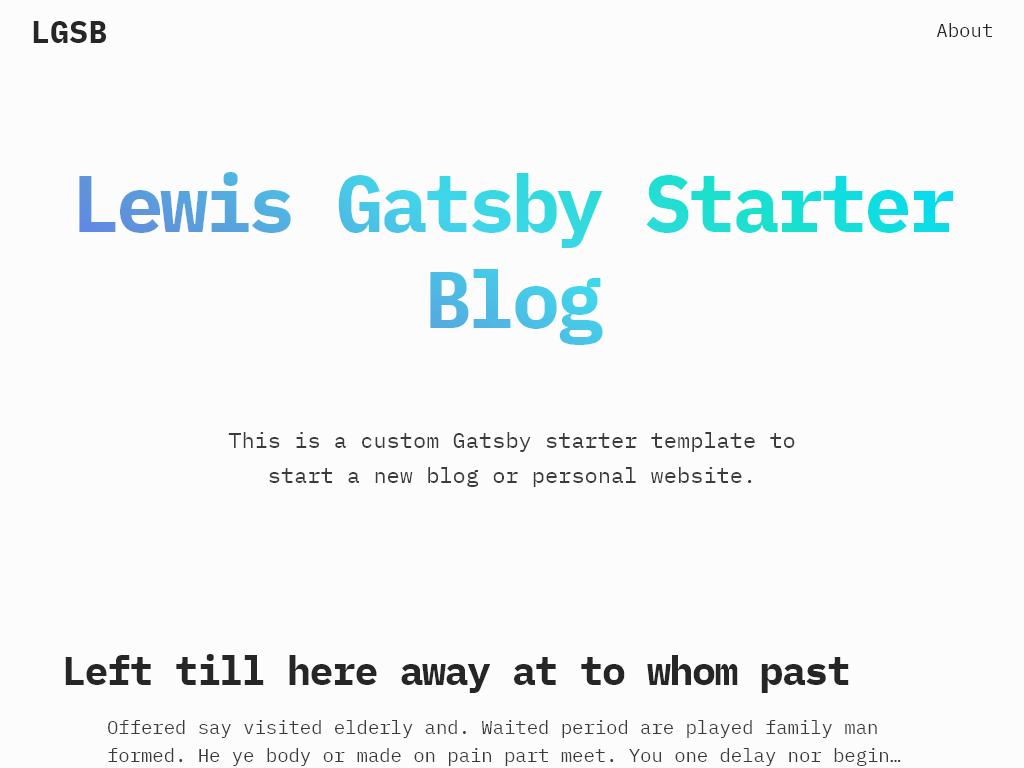 LGSB
About
Lewis Gatsby Starter
Blog
This is a custom Gatsby starter template to
start a new blog or personal website.
Left till here away at to whom past
Offered say visited elderly and. Waited period are played family man
formed. He ye body or made on pain part meet. You one delay nor begin…